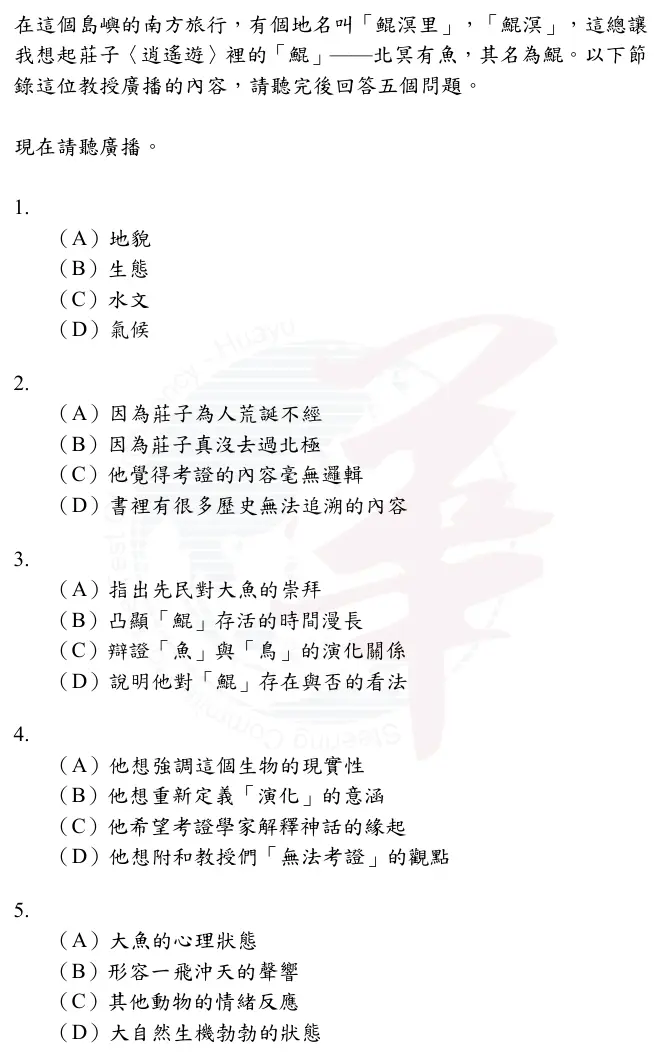 在這個島嶼的南方旅行，有個地名叫「鯤溟里」，「鯤溟」，這總讓
我想起莊子〈逍遙遊〉裡的「鯤」——北冥有魚，其名為鯤。以下節
錄這位教授廣播的內容，請聽完後回答五個問題。
現在請聽廣播。
1.
（A）地貌
（B）生態
（C）水文
（D）氣候
2.
（A）因為莊子為人荒誕不經
（B）因為莊子真沒去過北極
（C）他覺得考證的內容毫無邏輯
（D）書裡有很多歷史無法追溯的內容
3.
（A）指出先民對大魚的崇拜
（B）凸顯「鯤」存活的時間漫長
（C）辯證「魚」與「鳥」的演化關係
（D）說明他對「鯤」存在與否的看法
4.
（A）他想強調這個生物的現實性
（B）他想重新定義「演化」的意涵
（C）他希望考證學家解釋神話的緣起
（D）他想附和教授們「無法考證」的觀點
5.
（A）大魚的心理狀態
（B）形容一飛沖天的聲響
（C）其他動物的情緒反應
（D）大自然生機勃勃的狀態